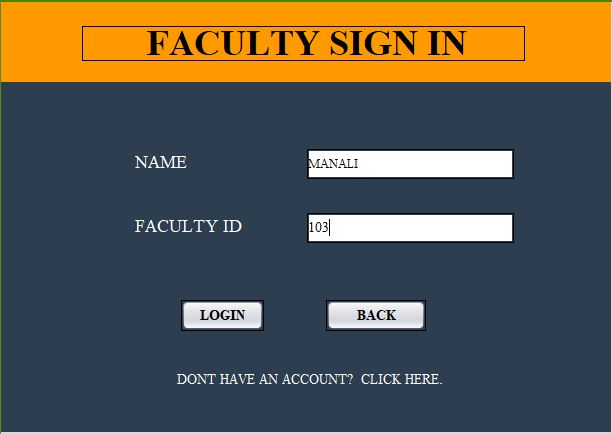 FACULTY SIGN IN
NAME MANALI
FACULTY ID 103
LOGIN BACK
DONT HAVE AN ACCOUNT? CLICK HERE.